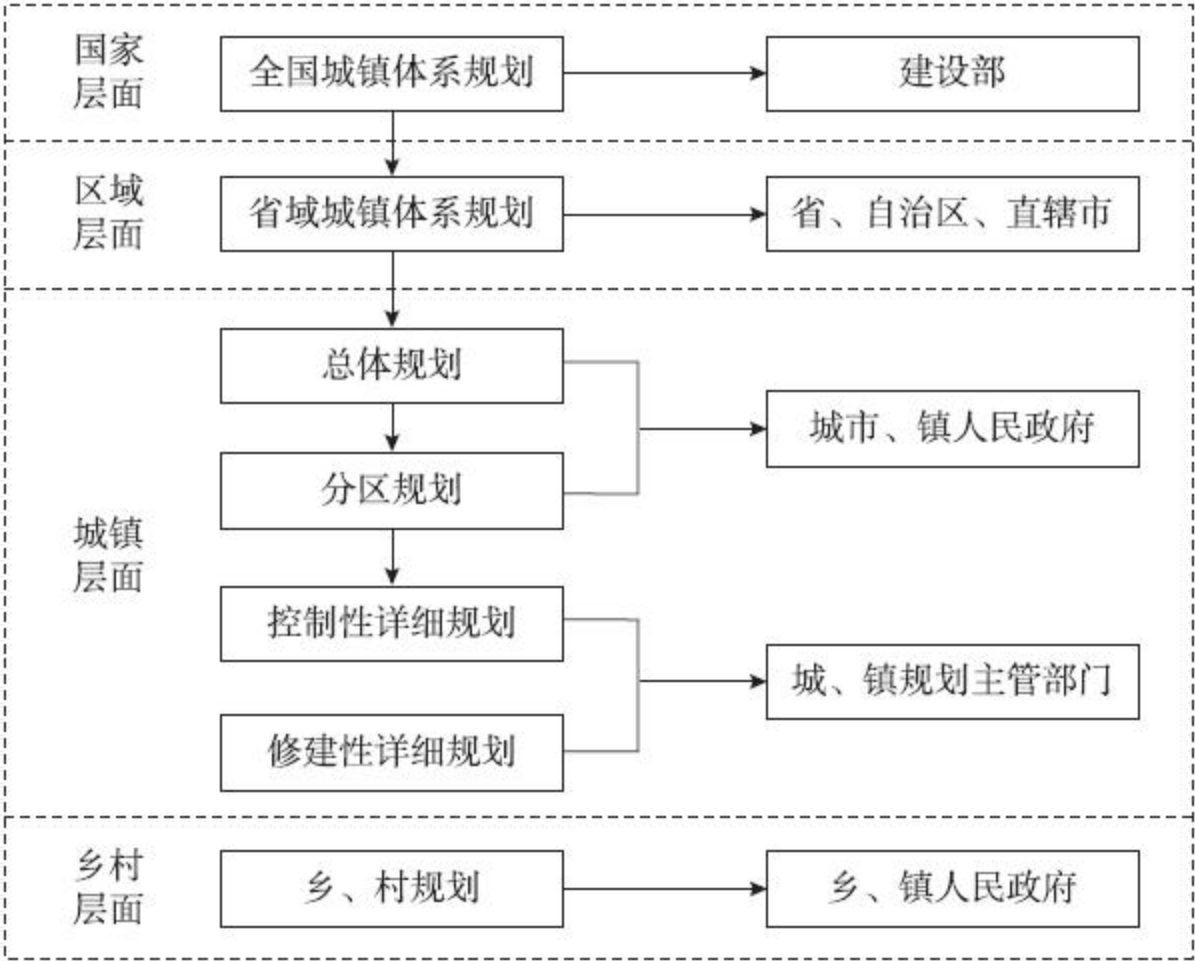 国家
层面
全国城镇体系规划
建设部
区域
层面
省域城镇体系规划
省、自治区、直辖市
城镇
层面
总体规划
分区规划
城市、镇人民政府
控制性详细规划
修建性详细规划
城、镇规划主管部门
乡村
层面
乡、村规划
乡、镇人民政府